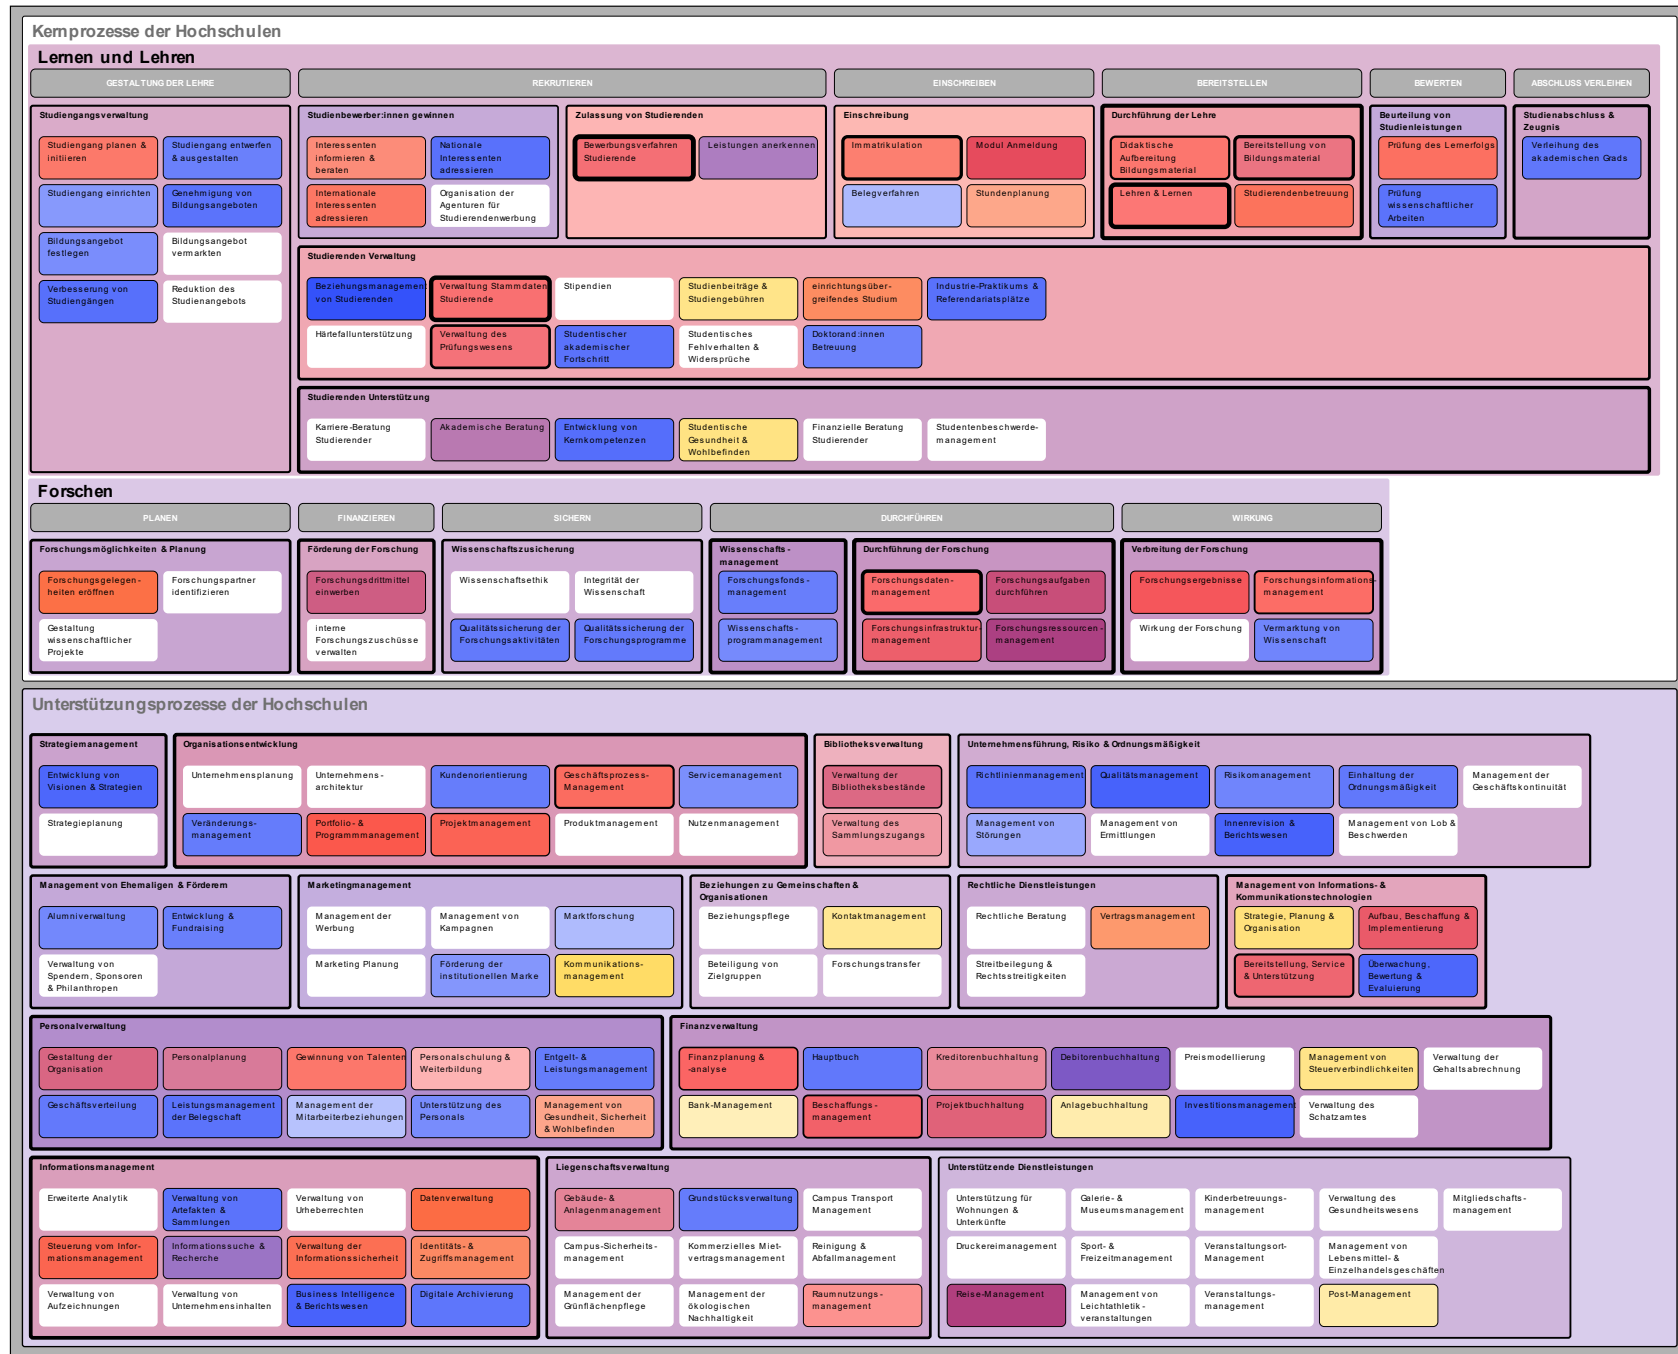 Kernprozesse der Hochschulen
Lernen und Lehren
GESTALTUNG DER LEHRE
REKRUTIEREN
EINSCHREIBEN
BEREITSTELLEN
BEWERTEN
ABSCHLUSS VERLEIHEN
Studiengangsverwaltung
Studiengang planen &
initiieren
Studiengang entwerfen
& ausgestalten
Studiengang einrichten
Genehmigung von
Bildungsangeboten
Bildungsangebot
festlegen
Bildungsangebot
vermarkten
Verbesserung von
Studiengängen
Reduktion des
Studienangebots
Studienbewerber:innen gewinnen
Interessenten
informieren &
beraten
Nationale
Interessenten
adressieren
Internationale
Interessenten
adressieren
Organisation der
Agenturen für
Studierendenwerbung
Zulassung von Studierenden
Bewerbungsverfahren
Studierende
Leistungen anerkennen
Einschreibung
Immatrikulation
Modul Anmeldung
Belegverfahren
Stundenplanung
Durchführung der Lehre
Didaktische
Aufbereitung
Bildungsmaterial
Bereitstellung von
Bildungsmaterial
Lehren & Lernen
Studierendenbetreuung
Beurteilung von
Studienleistungen
Prüfung des Lernerfolgs
Prüfung
wissenschaftlicher
Arbeiten
Studienabschluss &
Zeugnis
Verleihung des
akademischen Grads
Studierenden Verwaltung
Beziehungsmanagement
von Studierenden
Verwaltung Stammdaten
Studierende
Stipendien
Studienbeiträge &
Studiengebühren
einrichtungsüber-
greifendes Studium
Industrie-Praktikums &
Referendariatsplätze
Härtefallunterstützung
Verwaltung des
Prüfungswesens
Studentischer
akademischer
Fortschritt
Studentisches
Fehlverhalten &
Widersprüche
Doktorand:innen
Betreuung
Studierenden Unterstützung
Karriere-Beratung
Studierender
Akademische Beratung
Entwicklung von
Kernkompetenzen
Studentische
Gesundheit &
Wohlbefinden
Finanzielle Beratung
Studierender
Studentenbeschwerde-
management
Forschen
PLANEN
FINANZIEREN
SICHERN
DURCHFÜHREN
WIRKUNG
Forschungsmöglichkeiten & Planung
Forschungsgelegen-
heiten eröffnen
Forschungspartner
identifizieren
Gestaltung
wissenschaftlicher
Projekte
Förderung der Forschung
Forschungsdrittmittel
einwerben
interne
Forschungszuschüsse
verwalten
Wissenschaftszusicherung
Wissenschaftsethik
Integrität der
Wissenschaft
Qualitätssicherung der
Forschungsaktivitäten
Qualitätssicherung der
Forschungsprogramme
Wissenschafts-
management
Forschungsfonds-
management
Wissenschafts-
programmanagement
Durchführung der Forschung
Forschungsdaten-
management
Forschungsaufgaben
durchführen
Forschungsinfrastruktur-
management
Forschungsressourcen-
management
Verbreitung der Forschung
Forschungsergebnisse
Forschungsinformations-
management
Wirkung der Forschung
Vermarktung von
Wissenschaft
Unterstützungsprozesse der Hochschulen
Strategiemanagement
Entwicklung von
Visionen & Strategien
Strategieplanung
Organisationsentwicklung
Unternehmensplanung
Unternehmens-
architektur
Kundenorientierung
Geschäftsprozess-
Management
Servicemanagement
Veränderungs-
management
Portfolio- &
Programmmanagement
Projektmanagement
Produktmanagement
Nutzenmanagement
Bibliotheksverwaltung
Verwaltung der
Bibliotheksbestände
Verwaltung des
Sammlungszugangs
Unternehmensführung, Risiko & Ordnungsmäßigkeit
Richtlinienmanagement
Qualitätsmanagement
Risikomanagement
Einhaltung der
Ordnungsmäßigkeit
Management der
Geschäftskontinuität
Management von
Störungen
Management von
Ermittlungen
Innenrevision &
Berichtswesen
Management von Lob &
Beschwerden
Management von Ehemaligen & Förderern
Alumniverwaltung
Entwicklung &
Fundraising
Verwaltung von
Spendern, Sponsoren
& Philanthropen
Marketingmanagement
Management der
Werbung
Management von
Kampagnen
Marktforschung
Marketing Planung
Förderung der
institutionellen Marke
Kommunikations-
management
Beziehungen zu Gemeinschaften &
Organisationen
Beziehungspflege
Kontaktmanagement
Beteiligung von
Zielgruppen
Forschungstransfer
Rechtliche Dienstleistungen
Rechtliche Beratung
Vertragsmanagement
Streitbeilegung &
Rechtsstreitigkeiten
Management von Informations- &
Kommunikationstechnologien
Strategie, Planung &
Organisation
Aufbau, Beschaffung &
Implementierung
Bereitstellung, Service
& Unterstützung
Überwachung,
Bewertung &
Evaluierung
Personalverwaltung
Gestaltung der
Organisation
Personalplanung
Gewinnung von Talenten
Personalschulung &
Weiterbildung
Entgelt- &
Leistungsmanagement
Geschäftsverteilung
Leistungsmanagement
der Belegschaft
Management der
Mitarbeiterbeziehungen
Unterstützung des
Personals
Management von
Gesundheit, Sicherheit
& Wohlbefinden
Finanzverwaltung
Finanzplanung &
-analyse
Hauptbuch
Kreditorenbuchhaltung
Debitorenbuchhaltung
Preismodellierung
Management von
Steuerverbindlichkeiten
Verwaltung der
Gehaltsabrechnung
Bank-Management
Beschaffungs-
management
Projektbuchhaltung
Anlagebuchhaltung
Investitionsmanagement
Verwaltung des
Schatzamtes
Informationsmanagement
Erweiterte Analytik
Verwaltung von
Artefakten &
Sammlungen
Verwaltung von
Urheberrechten
Datenverwaltung
Steuerung vom Infor-
mationsmanagement
Informationssuche &
Recherche
Verwaltung der
Informationssicherheit
Identitäts- &
Zugriffsmanagement
Verwaltung von
Aufzeichnungen
Verwaltung von
Unternehmensinhalten
Business Intelligence
& Berichtswesen
Digitale Archivierung
Liegenschaftsverwaltung
Gebäude- &
Anlagenmanagement
Grundstücksverwaltung
Campus Transport
Management
Campus-Sicherheits-
management
Kommerzielles Miet-
vertragsmanagement
Reinigung &
Abfallmanagement
Management der
Grünflächenpflege
Management der
ökologischen
Nachhaltigkeit
Raumnutzungs-
management
Unterstützende Dienstleistungen
Unterstützung für
Wohnungen &
Unterkünfte
Galerie- &
Museumsmanagement
Kinderbetreuungs-
management
Verwaltung des
Gesundheitswesens
Mitgliedschafts-
management
Druckereimanagement
Sport- &
Freizeitmanagement
Veranstaltungsort-
Management
Management von
Lebensmittel- &
Einzelhandelsgeschäften
Reise-Management
Management von
Leichtathletik-
veranstaltungen
Veranstaltungs-
management
Post-Management